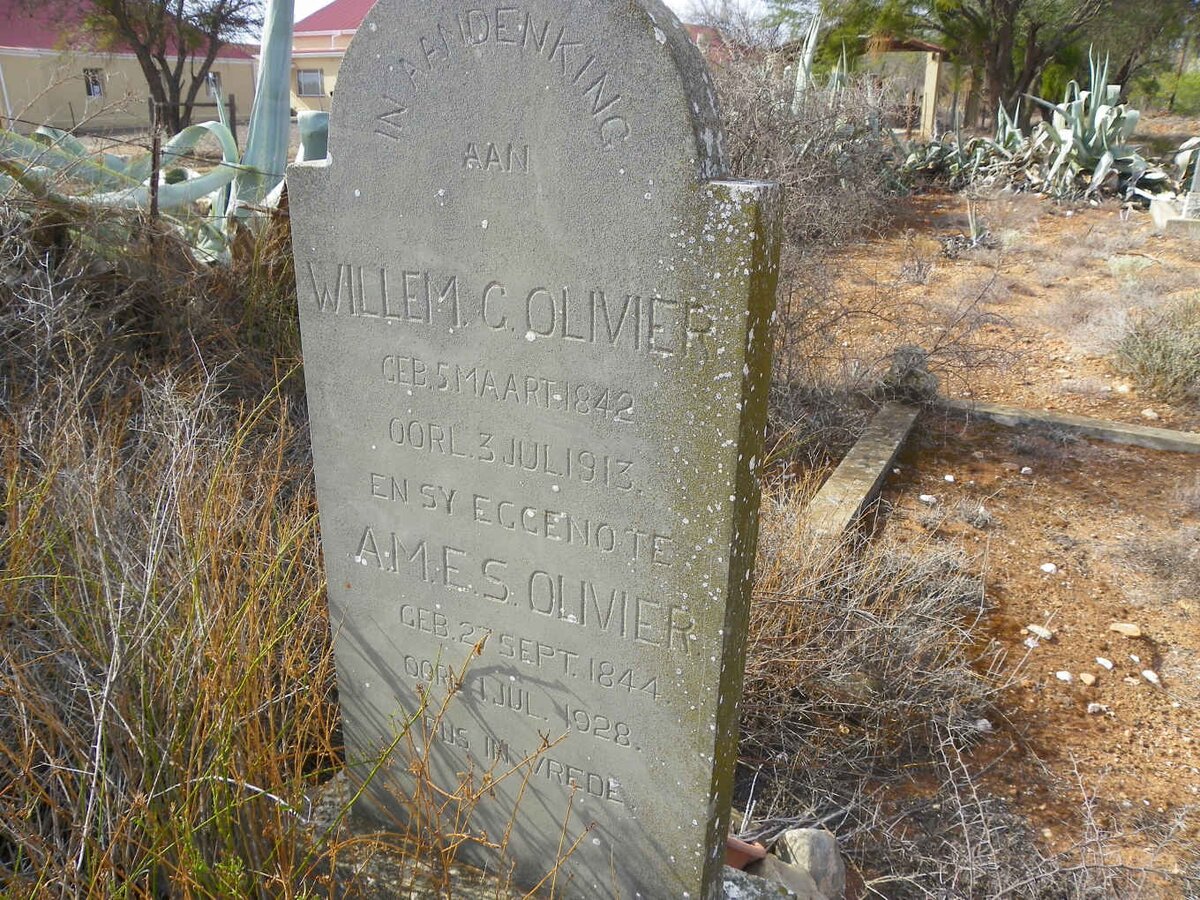 IN AANDENKING
AAN
WILLEM. C. OLIVIER
GEB. 5 MAART. 1842
OORL. 3 JUL. 1913.
EN SY EGGENOTE
A.M.E.S. OLIVIER.
GEB. 27 SEPT. 1844
OORL. 1 JUL. 1928.
RUS IN VREDE.